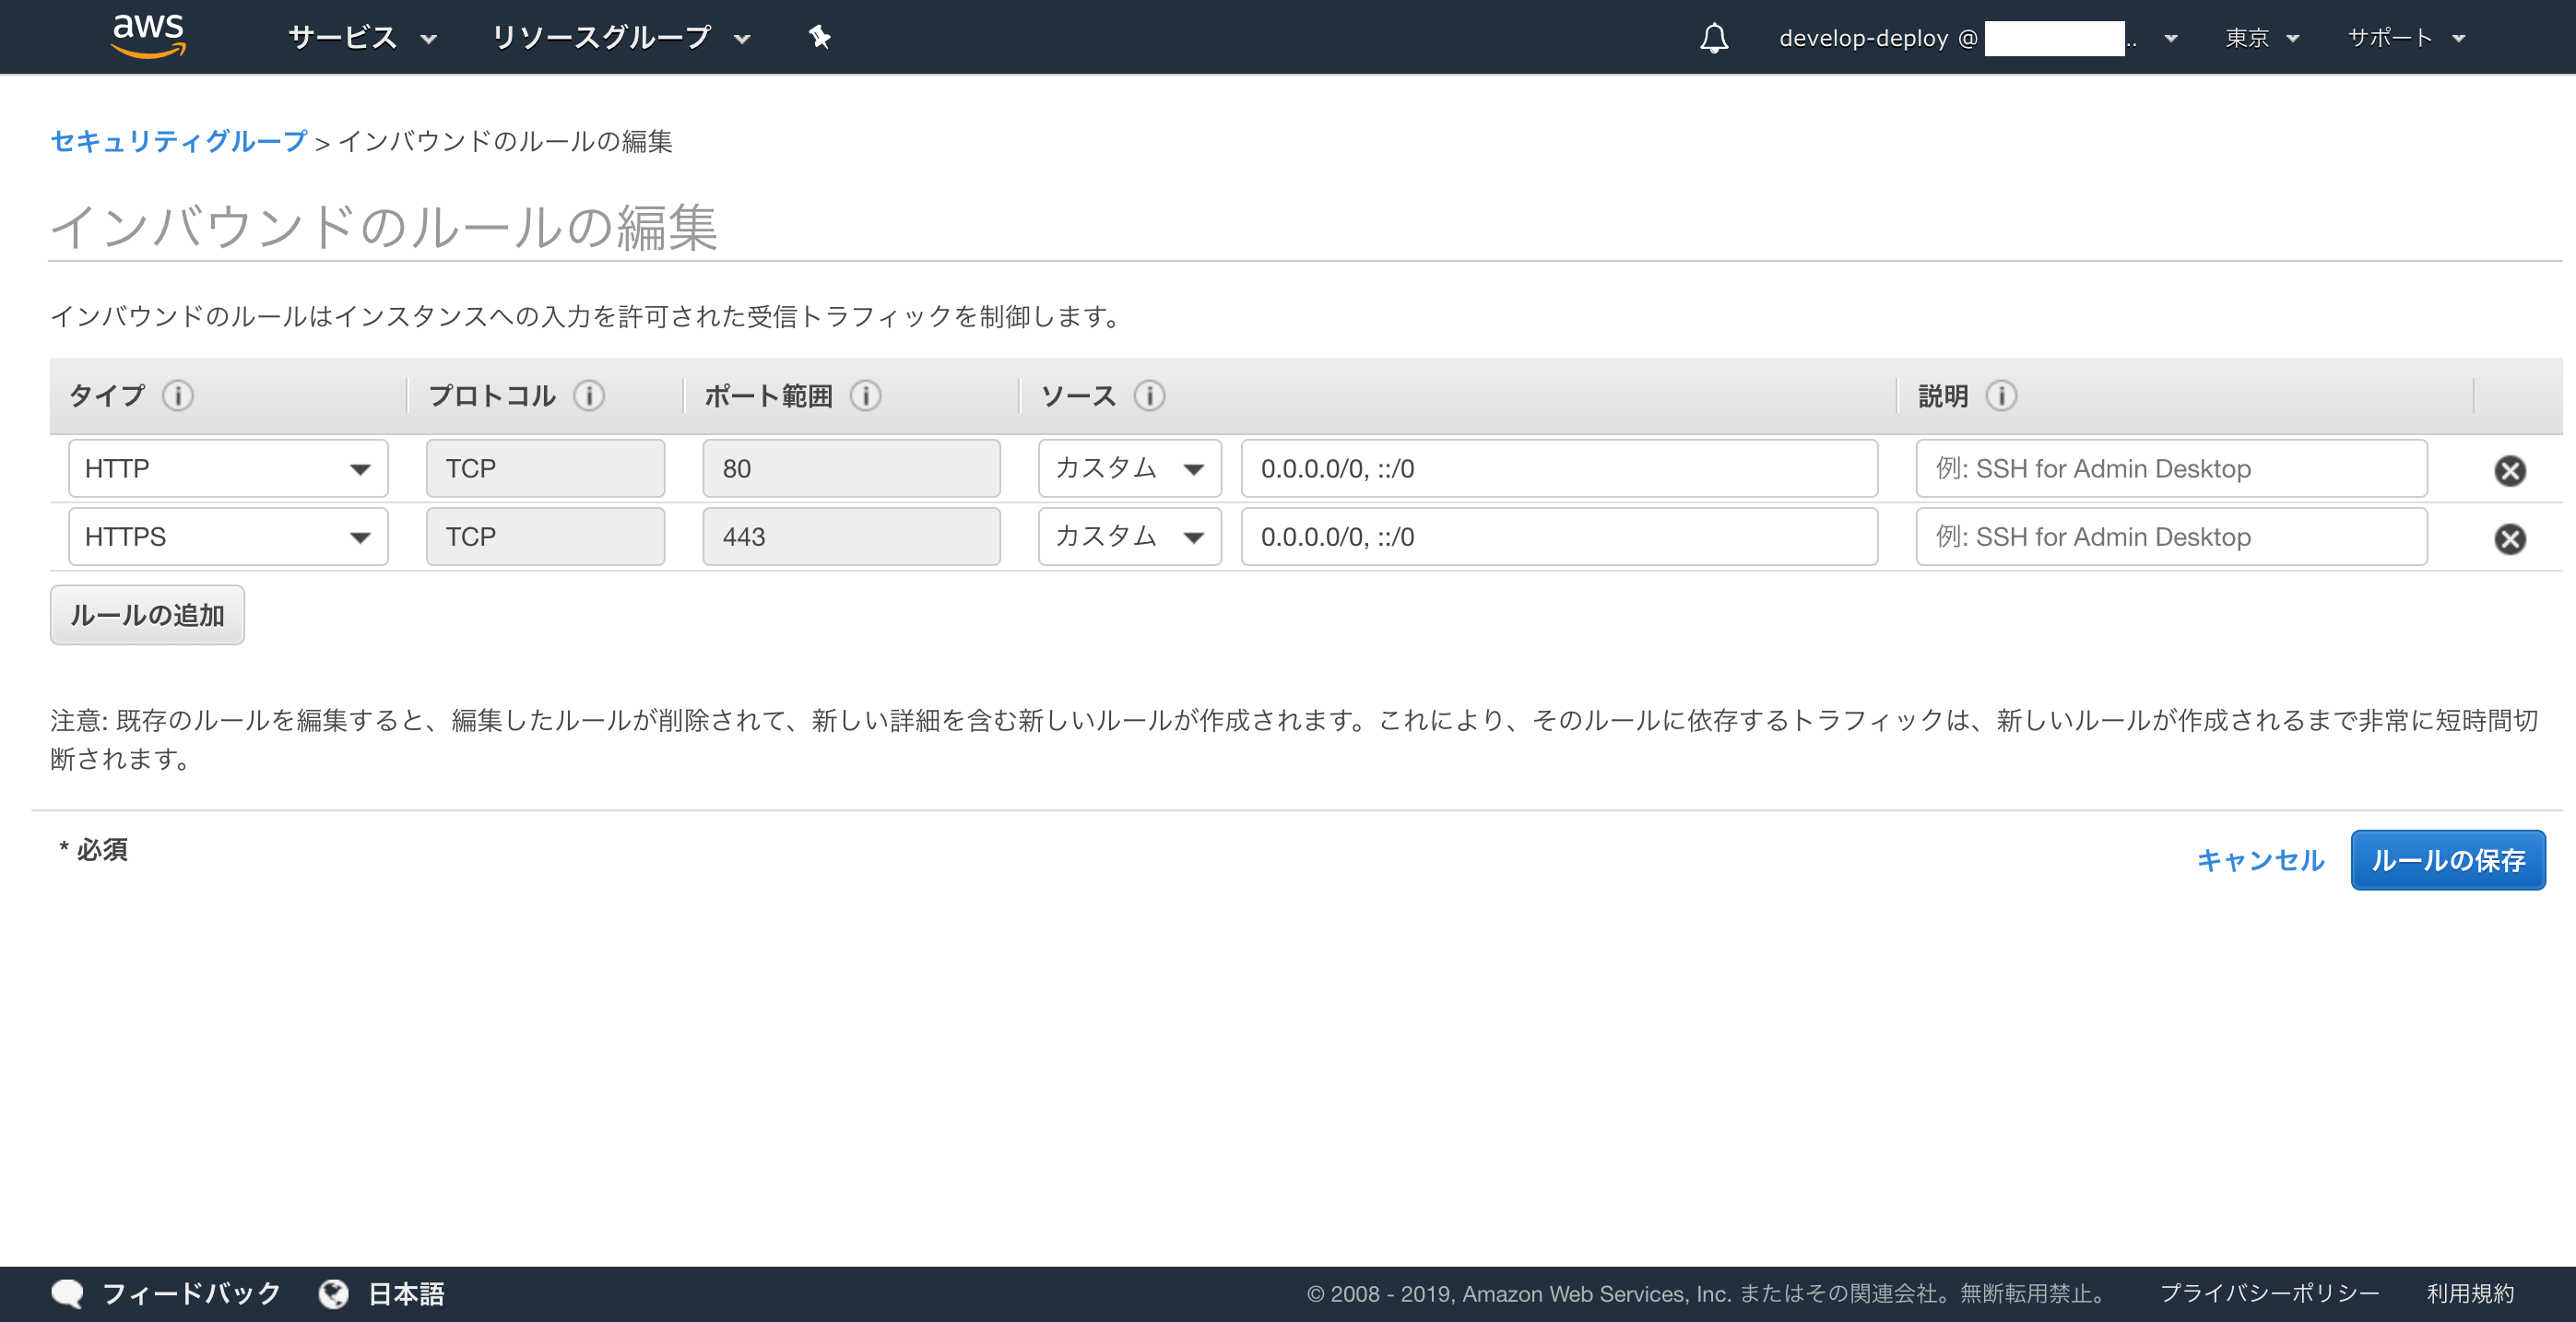 aws サービス リソースグループ develop-deploy @ .. 東京 サポート
セキュリティグループ > インバウンドのルールの編集
インバウンドのルールの編集
インバウンドのルールはインスタンスへの入力を許可された受信トラフィックを制御します。
タイプ i プロトコル i ポート範囲 i ソース i 説明 i
HTTP TCP 80 カスタム 0.0.0.0/0, ::/0 例: SSH for Admin Desktop
HTTPS TCP 443 カスタム 0.0.0.0/0, ::/0 例: SSH for Admin Desktop
ルールの追加
注意: 既存のルールを編集すると、編集したルールが削除されて、新しい詳細を含む新しいルールが作成されます。これにより、そのルールに依存するトラフィックは、新しいルールが作成されるまで非常に短時間切
断されます。
* 必須 キャンセル ルールの保存
フィードバック 日本語 © 2008 - 2019, Amazon Web Services, Inc. またはその関連会社。無断転用禁止。 プライバシーポリシー 利用規約